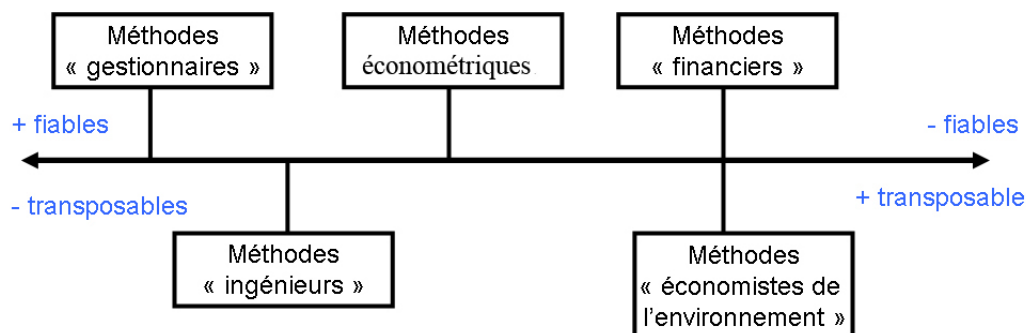 Méthodes
« gestionnaires »
Méthodes
économétriques
Méthodes
« financiers »
+ fiables
- fiables
- transposables
+ transposable
Méthodes
« ingénieurs »
Méthodes
« économistes de
l'environnement »